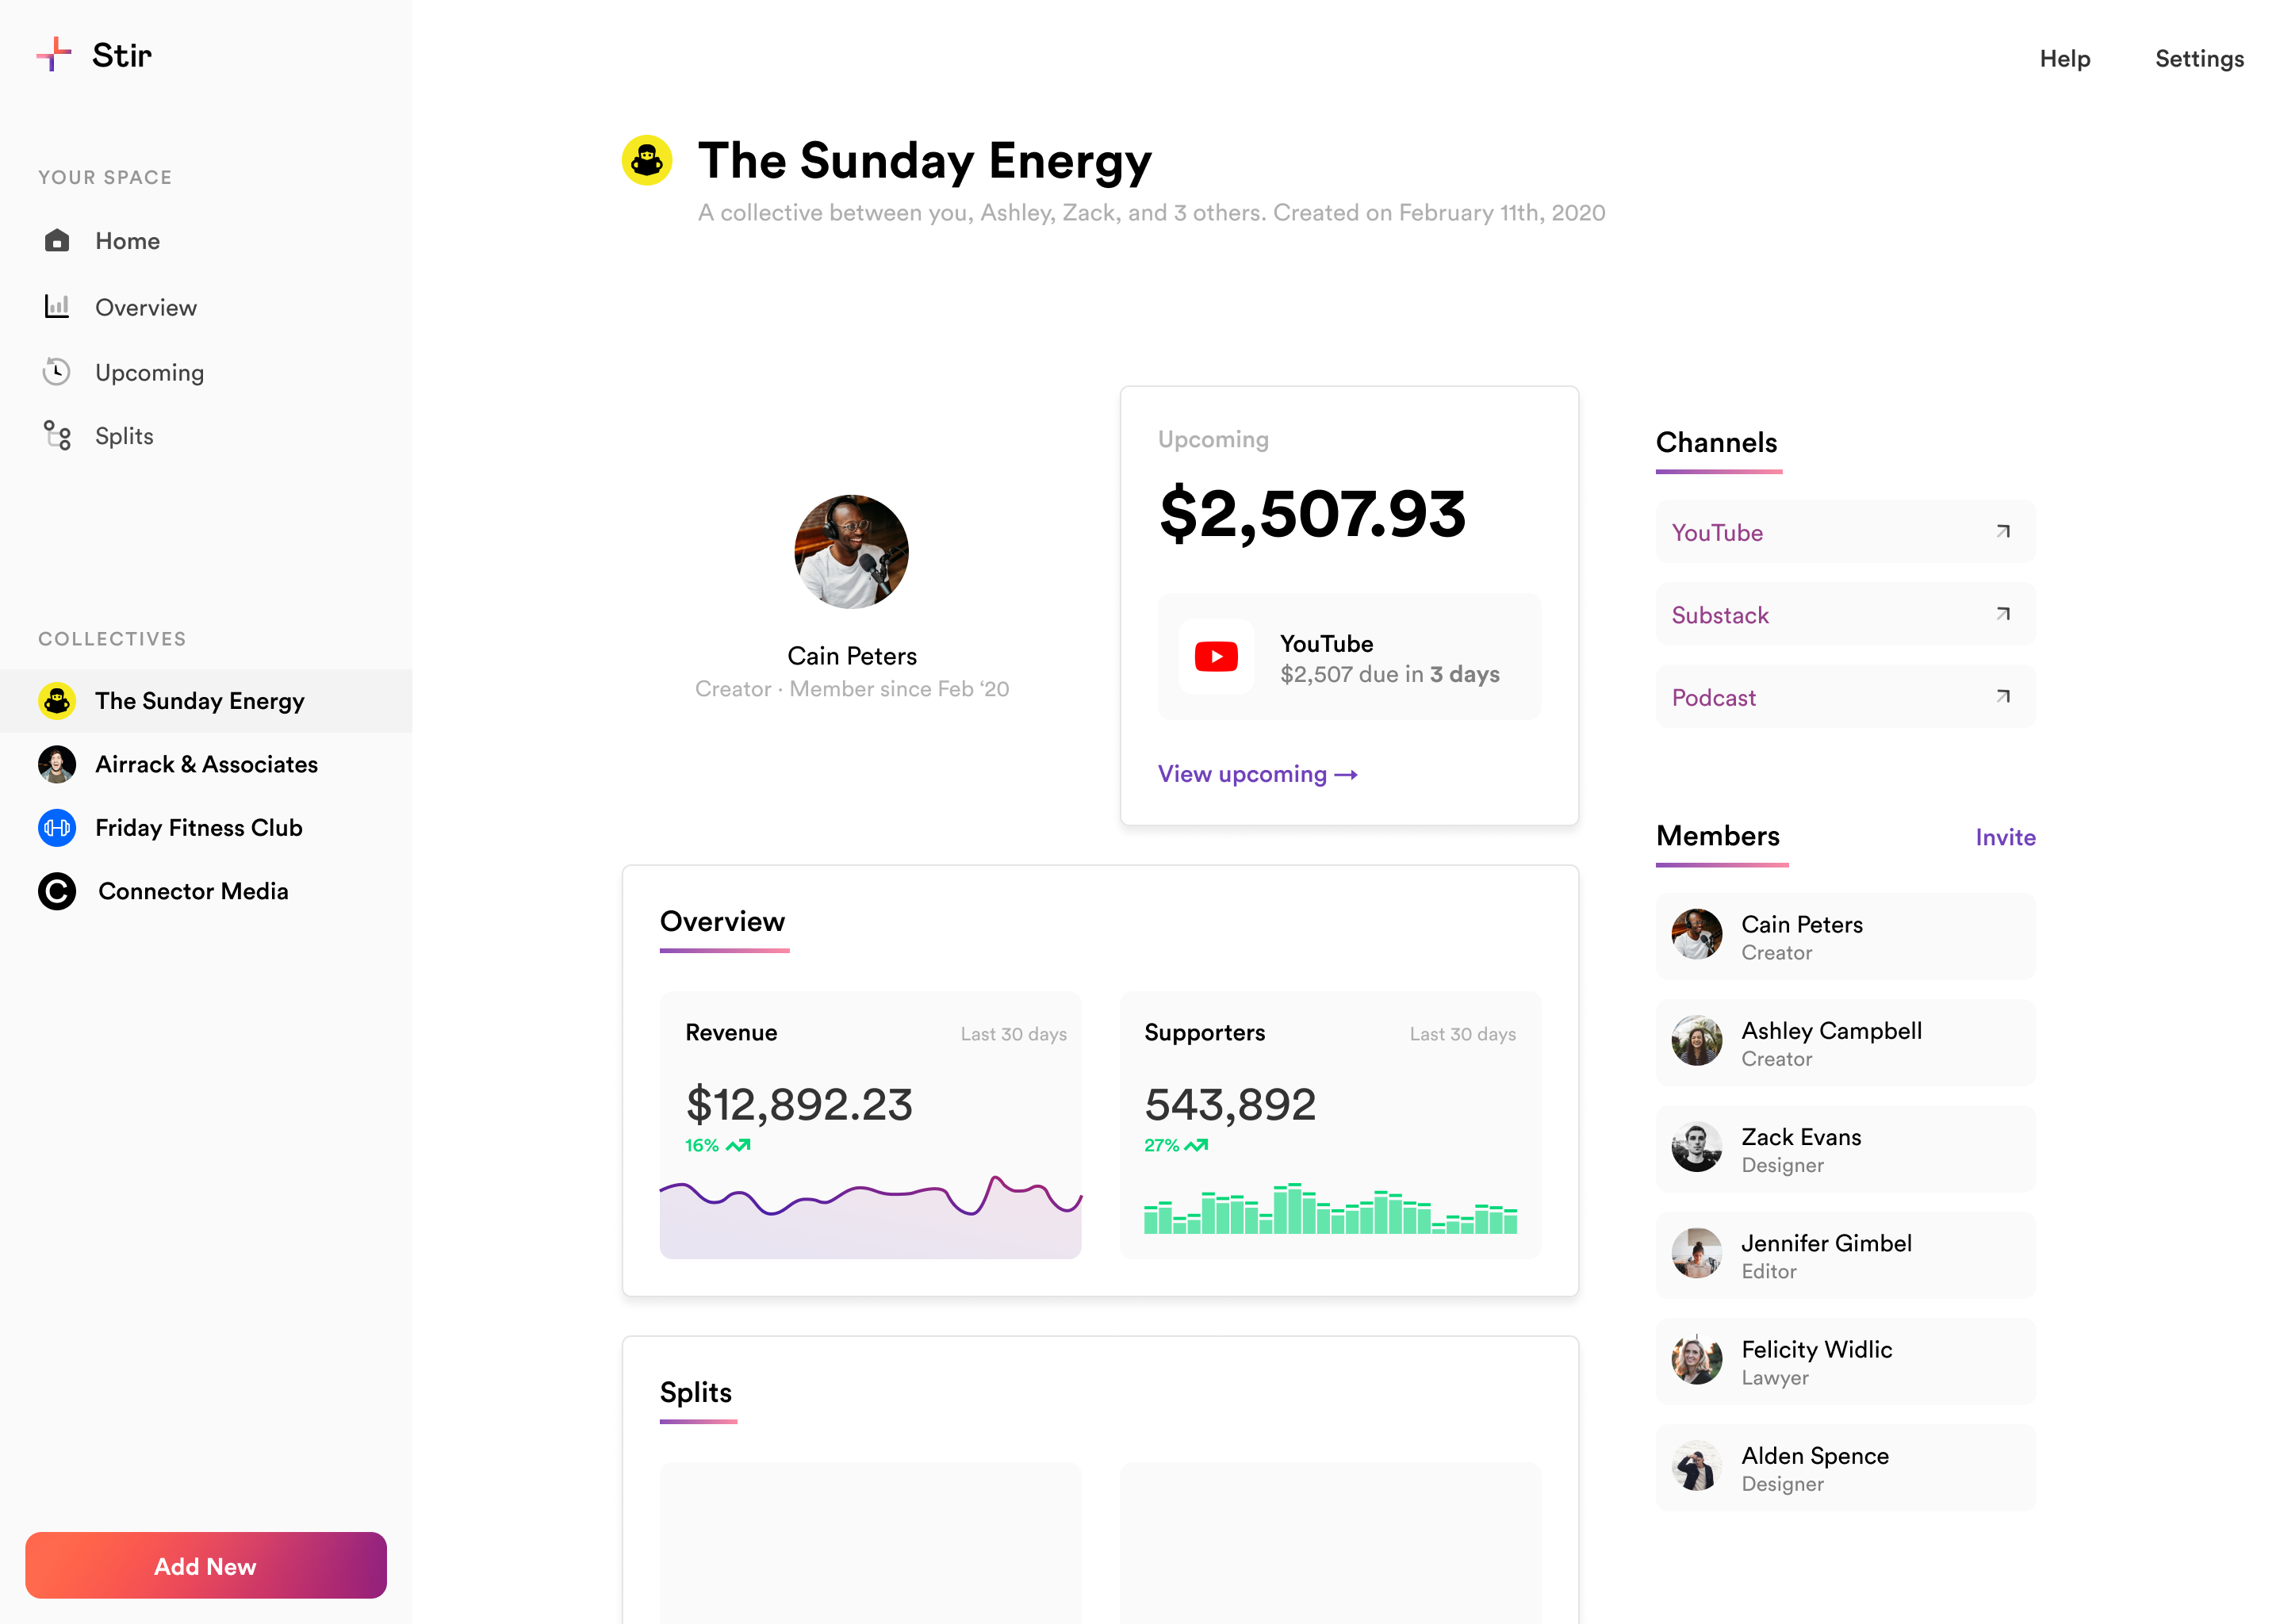 Stir
Help
Settings
YOUR SPACE
Home
Overview
Upcoming
Splits
COLLECTIVES
The Sunday Energy
Airrack & Associates
Friday Fitness Club
Connector Media
Add New
The Sunday Energy
A collective between you, Ashley, Zack, and 3 others. Created on February 11th, 2020
Cain Peters
Creator · Member since Feb ‘20
Upcoming
$2,507.93
YouTube
$2,507 due in 3 days
View upcoming →
Overview
Revenue
Last 30 days
$12,892.23
16%
Supporters
Last 30 days
543,892
27%
Splits
Channels
YouTube
Substack
Podcast
Members
Invite
Cain Peters
Creator
Ashley Campbell
Creator
Zack Evans
Designer
Jennifer Gimbel
Editor
Felicity Widlic
Lawyer
Alden Spence
Designer